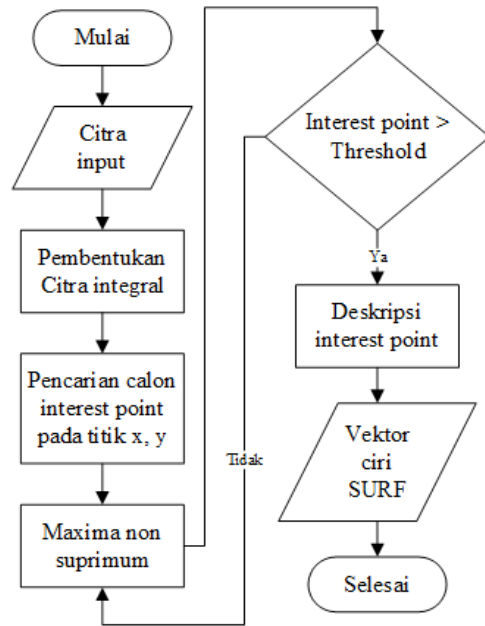 Mulai
Citra
input
Pembentukan
Citra integral
Pencarian calon
interest point
pada titik x, y
Maxima non
suprimum
Interest point >
Threshold
Tidak
Ya
Deskripsi
interest point
Vektor
ciri
SURF
Selesai